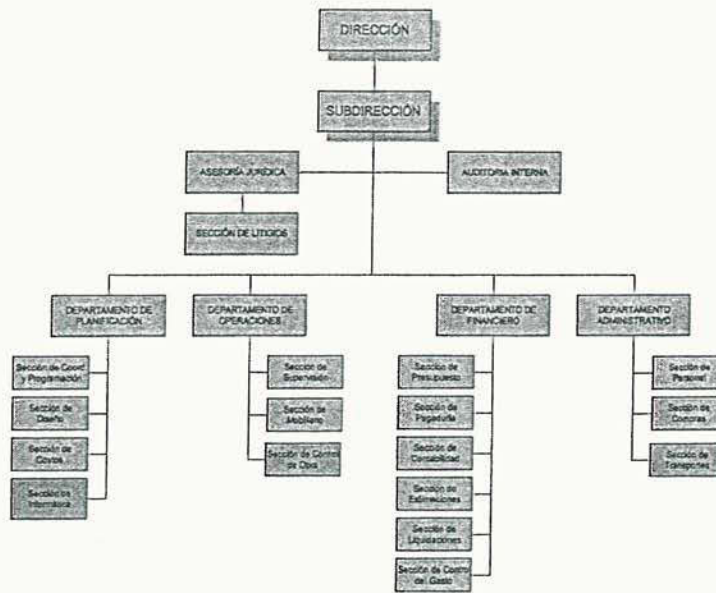 DIRECCIÓN
SUBDIRECCIÓN
ASESORÍA JURÍDICA
AUDITORIA INTERNA
SECCIÓN DE LITIGIOS
DEPARTAMENTO DE
PLANIFICACIÓN
DEPARTAMENTO DE
OPERACIONES
DEPARTAMENTO DE
FINANCIERO
DEPARTAMENTO
ADMINISTRATIVO
Sección de Coord
y Programación
Sección de
Diseño
Sección de
Costos
Sección de
Informática
Sección de
Supervisión
Sección de
Mobiliario
Sección de Control
de Obra
Sección de
Presupuesto
Sección de
Pagaduría
Sección de
Contabilidad
Sección de
Estimaciones
Sección de
Liquidaciones
Sección de Control
del Gasto
Sección de
Personal
Sección de
Compras
Sección de
Transportes